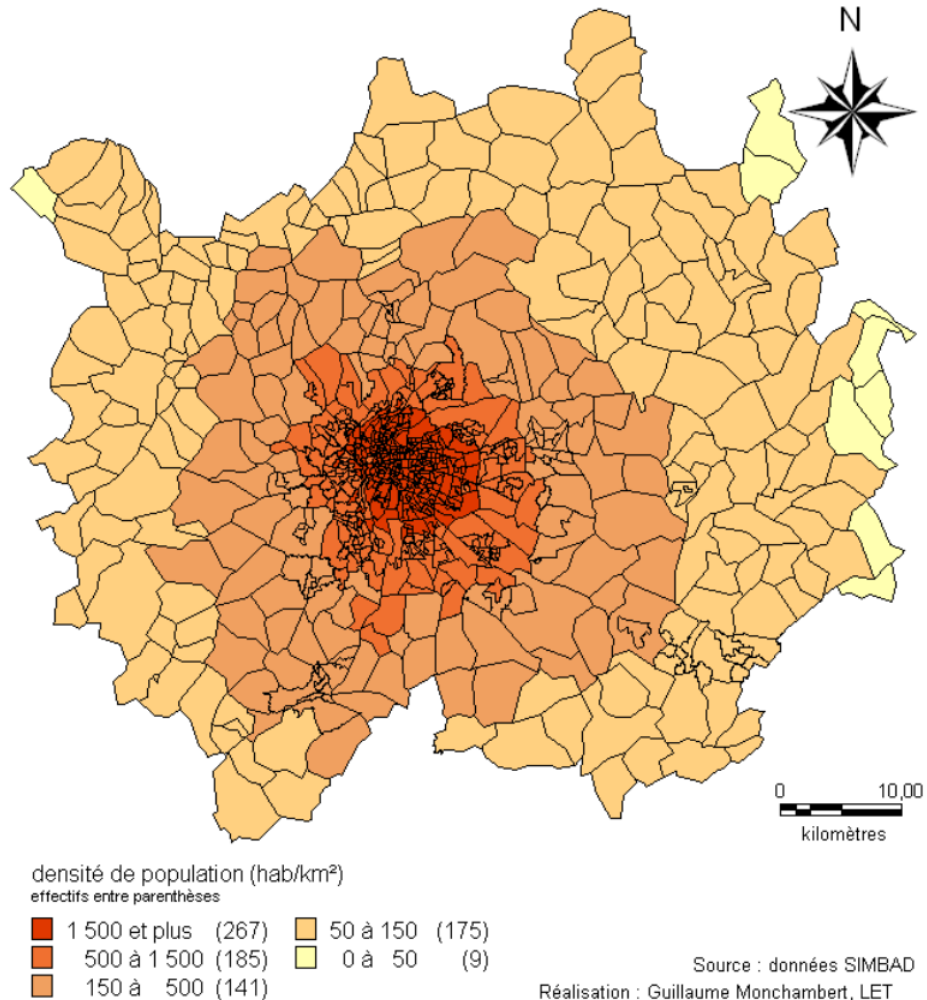 N
0 10,00
kilomètres
densité de population (hab/km²)
effectifs entre parenthèses
1 500 et plus (267)
500 à 1 500 (185)
150 à 500 (141)
50 à 150 (175)
0 à 50 (9)
Source : données SIMBAD
Réalisation : Guillaume Monchambert, LET